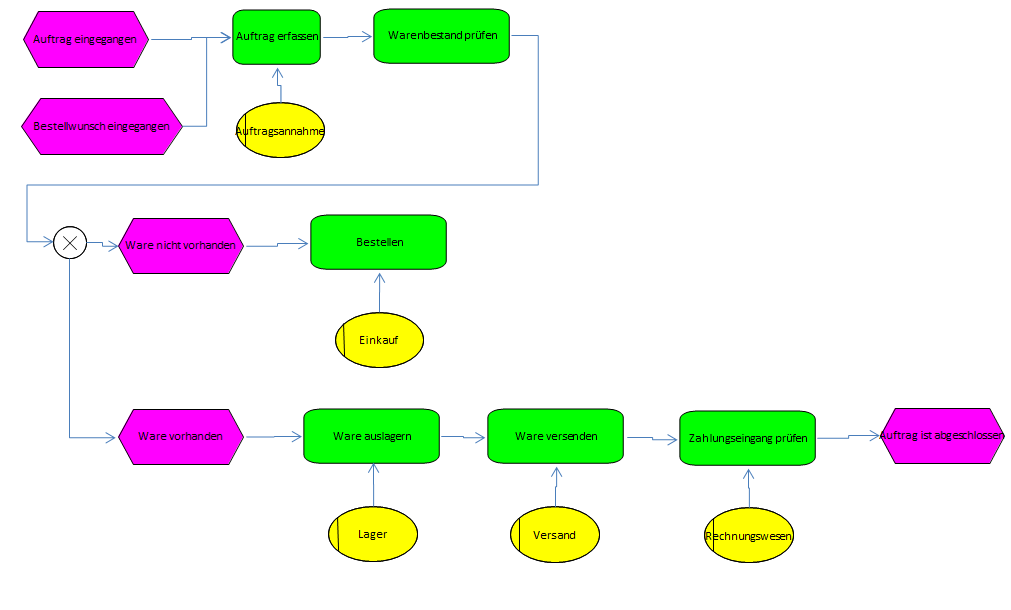 Auftrag eingegangen
Auftrag erfassen
Warenbestand prüfen
Bestellwunsch eingegangen
Auftragsannahme
Ware nicht vorhanden
Bestellen
Einkauf
Ware vorhanden
Ware auslagern
Ware versenden
Zahlungseingang prüfen
Auftrag ist abgeschlossen
Lager
Versand
Rechnungswesen